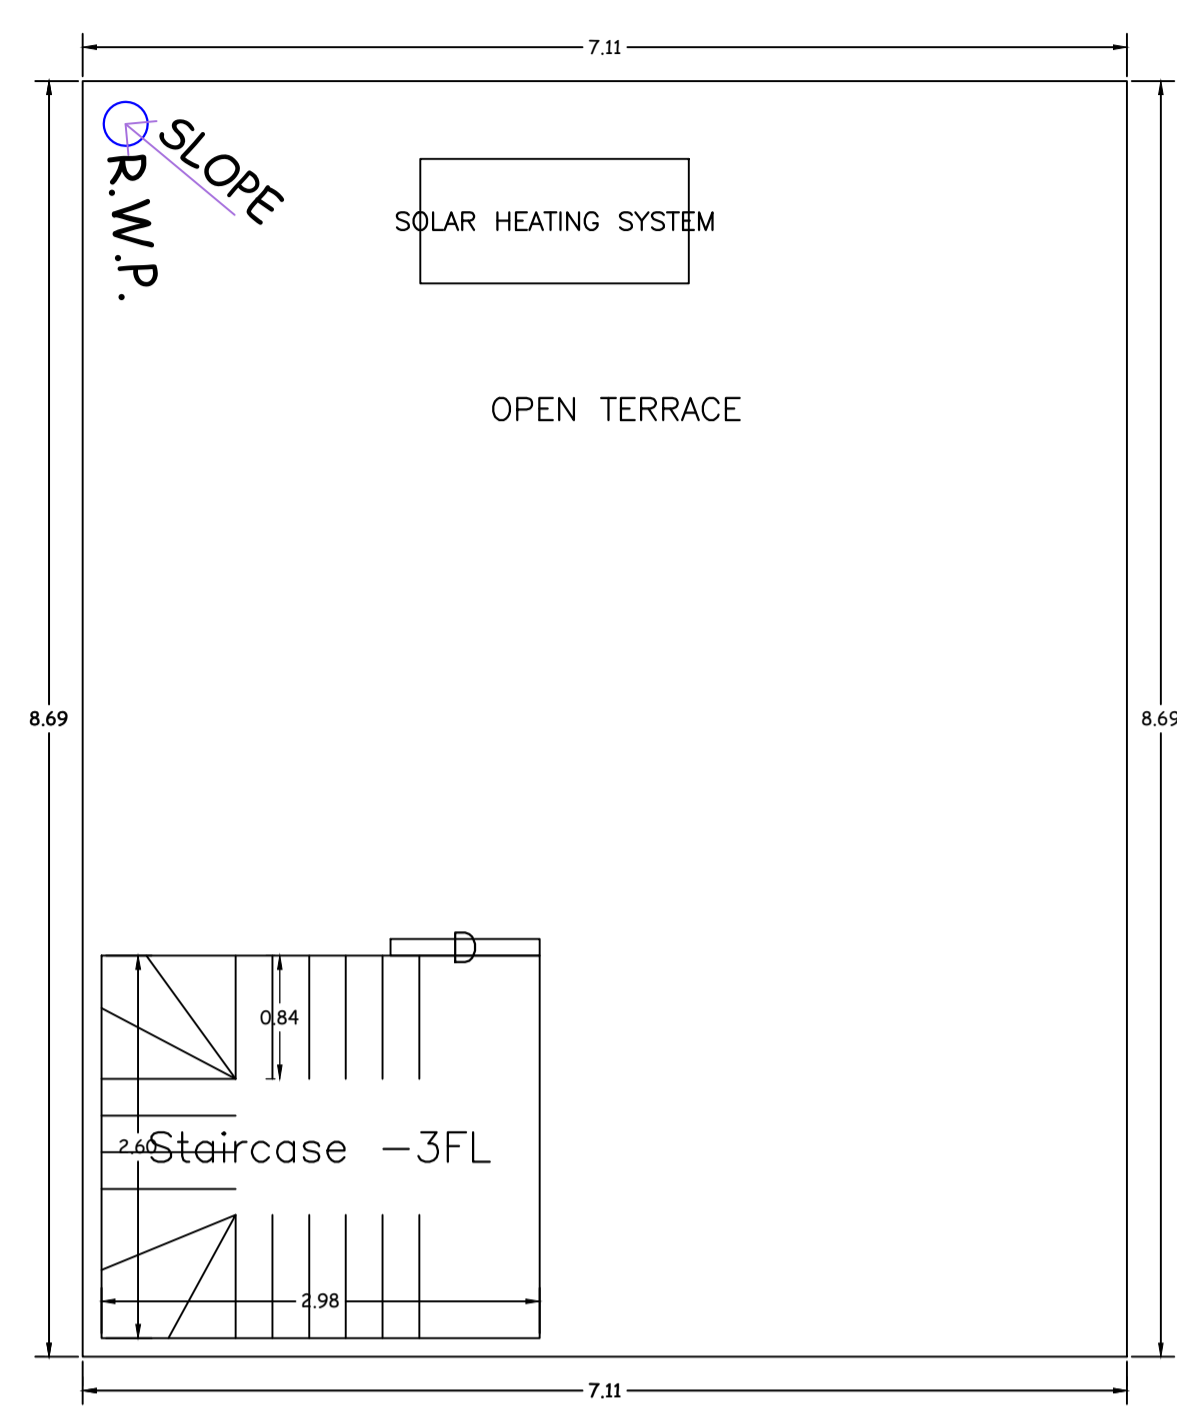 7.11
SLOPE
R.W.P.
SOLAR HEATING SYSTEM
OPEN TERRACE
8.69
8.69
D
0.84
2.60
Staircase -3FL
2.98
7.11